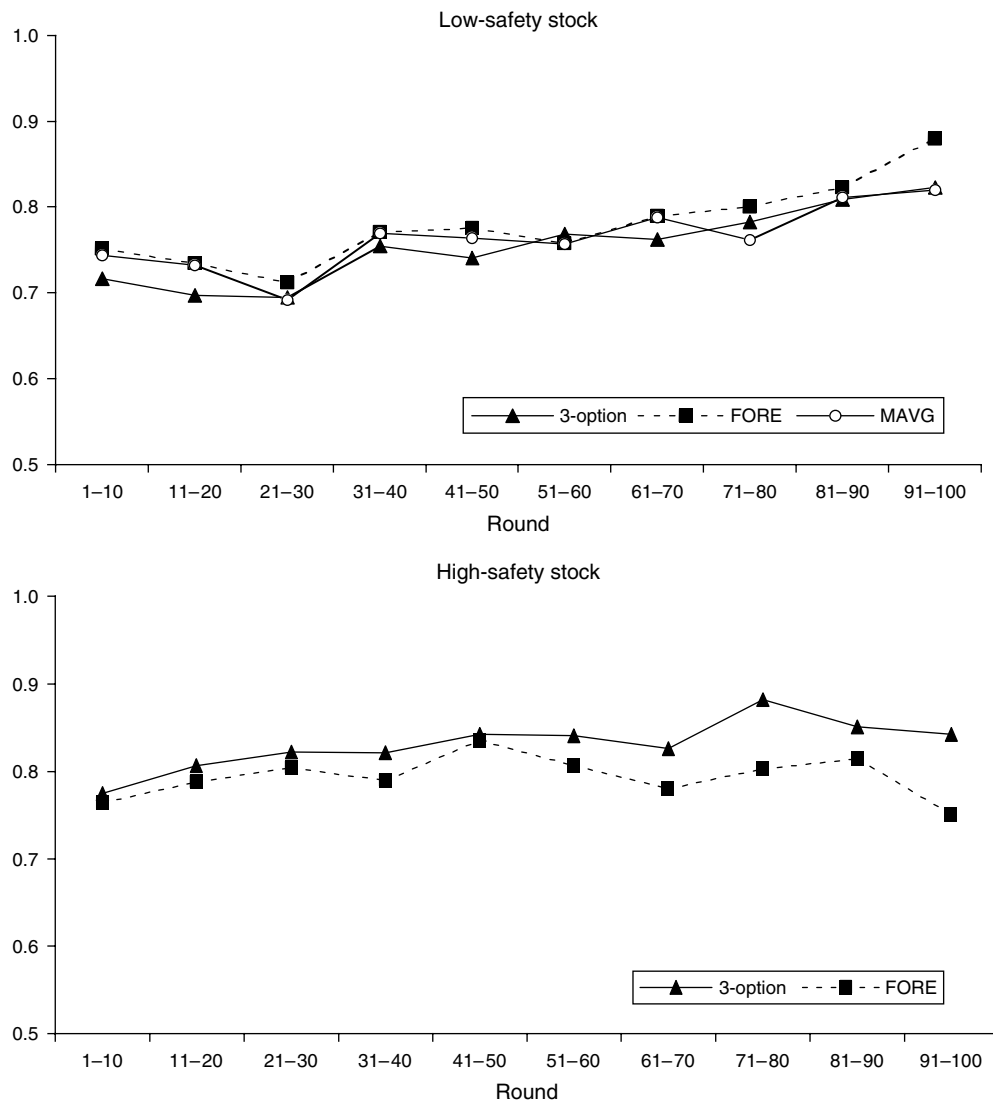 Low-safety stock
1.0
0.9
0.8
0.7
0.6
0.5
3-option FORE MAVG
1–10 11–20 21–30 31–40 41–50 51–60 61–70 71–80 81–90 91–100
Round
High-safety stock
1.0
0.9
0.8
0.7
0.6
0.5
3-option FORE
1–10 11–20 21–30 31–40 41–50 51–60 61–70 71–80 81–90 91–100
Round